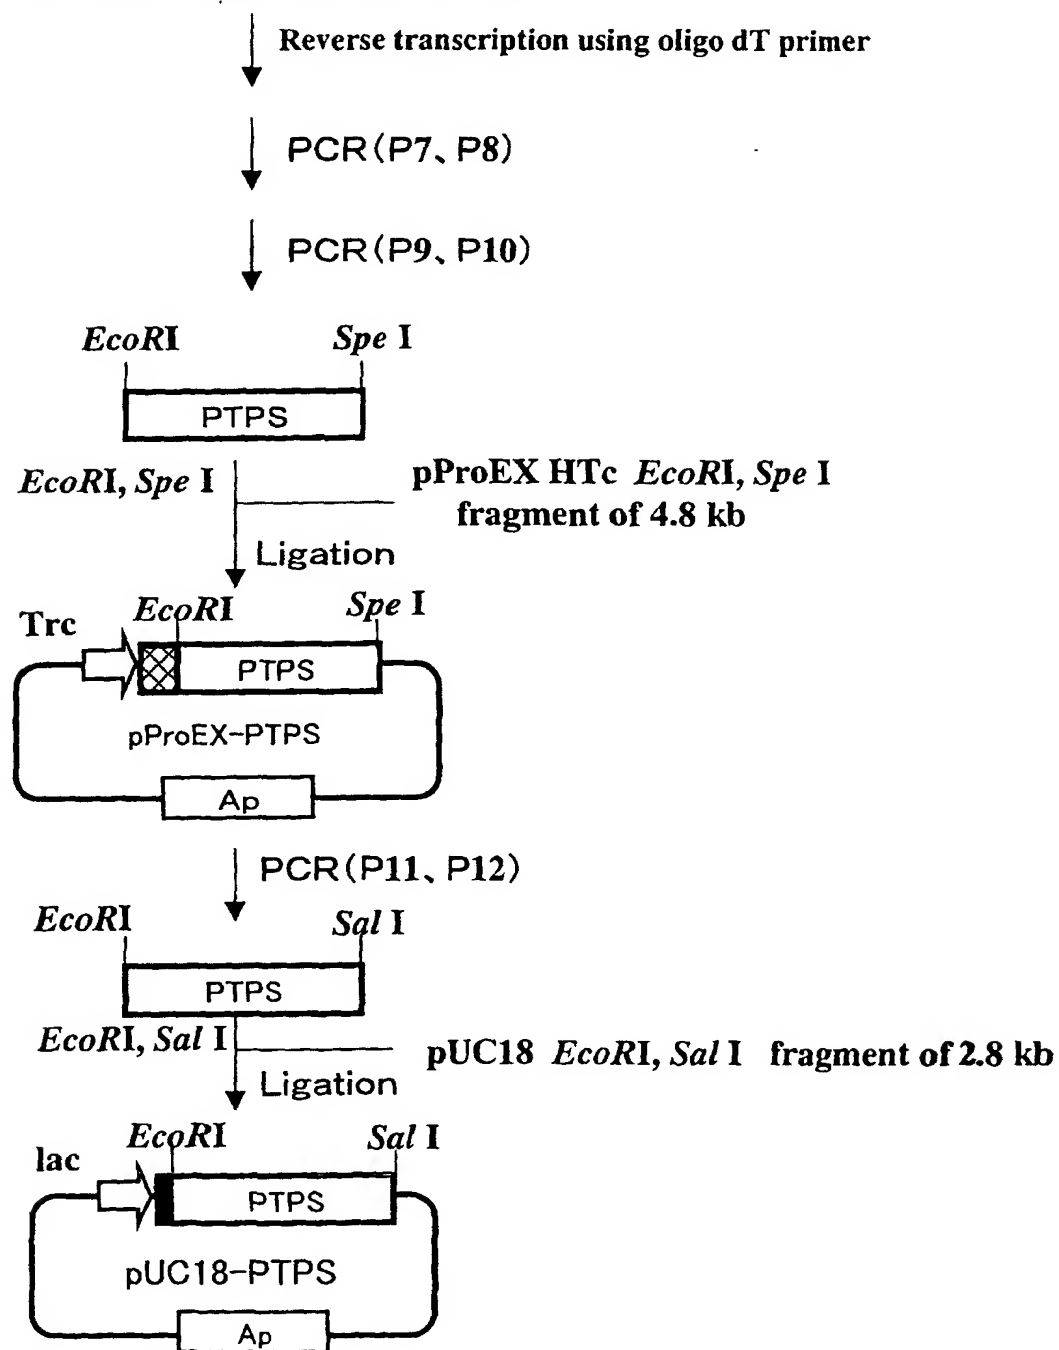 Reverse transcription using oligo dT primer
PCR(P7、P8)
PCR(P9、P10)
EcoRI Spe I
PTPS
EcoRI, Spe I
pProEX HTc EcoRI, Spe I
fragment of 4.8 kb
Ligation
Trc EcoRI Spe I
PTPS
pProEX-PTPS
Ap
PCR(P11、P12)
EcoRI Sal I
PTPS
EcoRI, Sal I
pUC18 EcoRI, Sal I fragment of 2.8 kb
Ligation
lac EcoRI Sal I
PTPS
pUC18-PTPS
Ap